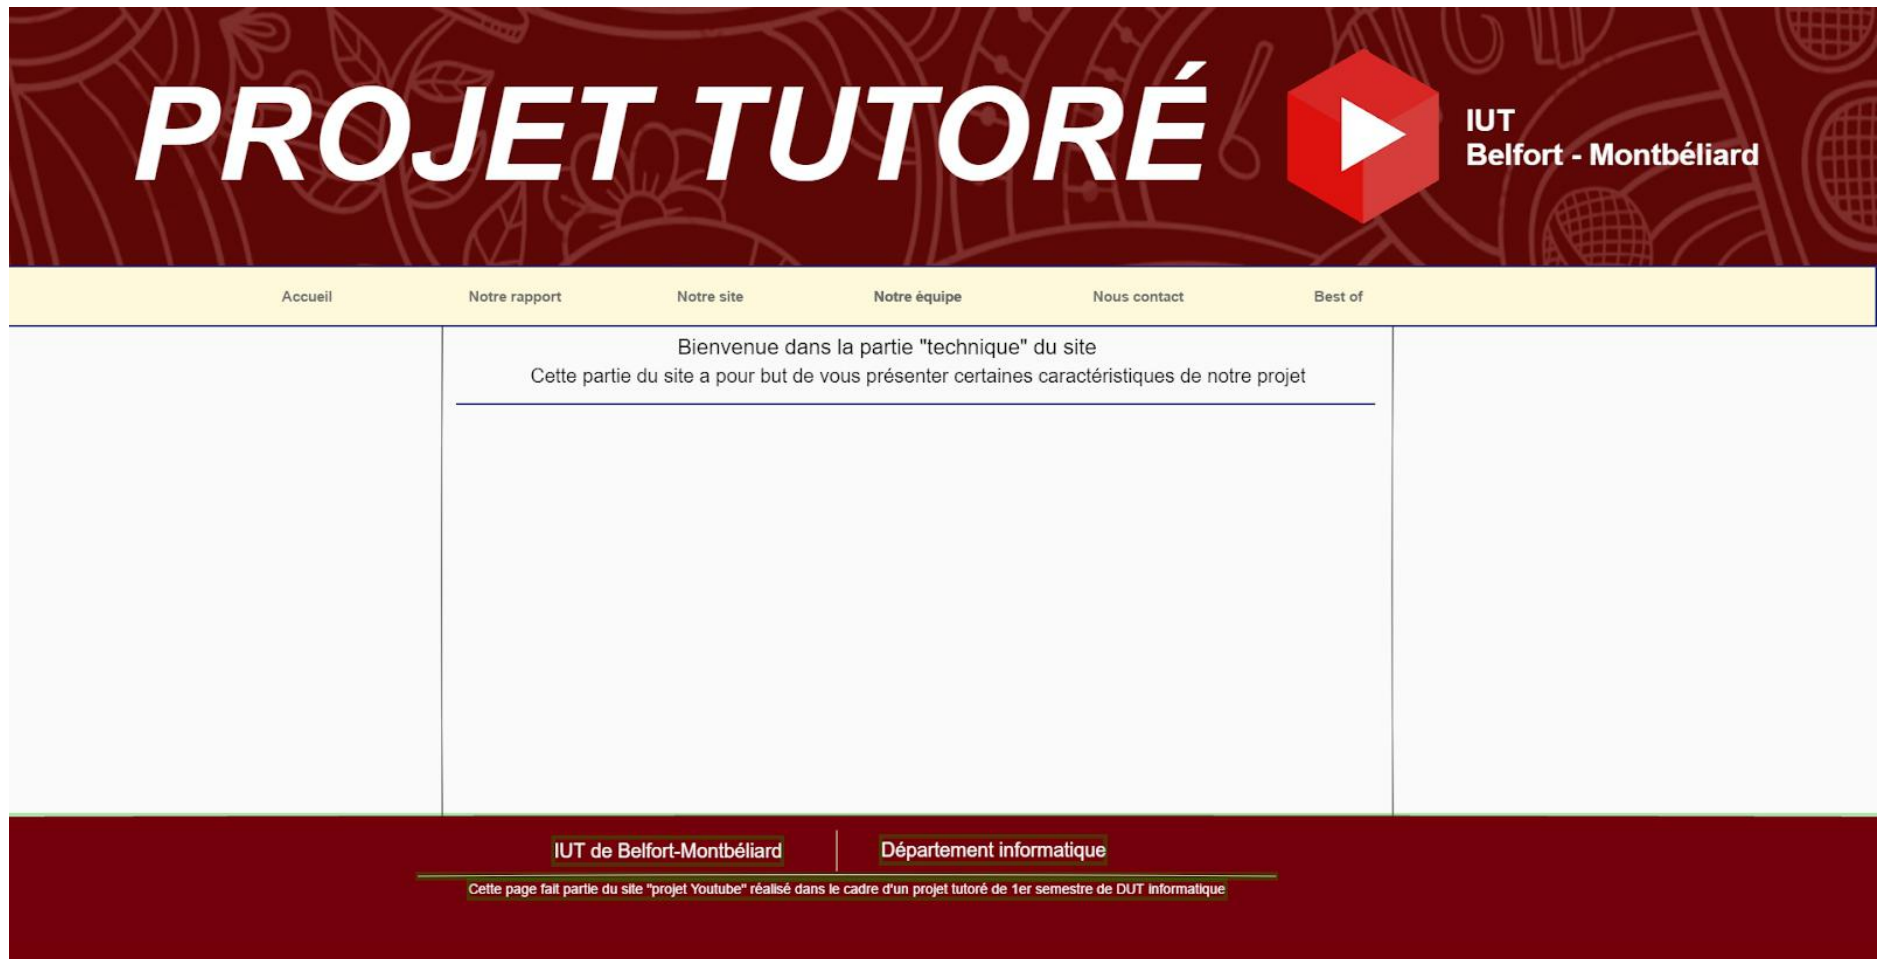 PROJET TUTORÉ
IUT
Belfort - Montbéliard
Accueil Notre rapport Notre site Notre équipe Nous contact Best of
Bienvenue dans la partie "technique" du site
Cette partie du site a pour but de vous présenter certaines caractéristiques de notre projet
IUT de Belfort-Montbéliard Département informatique
Cette page fait partie du site "projet Youtube" réalisé dans le cadre d'un projet tutoré de 1er semestre de DUT informatique